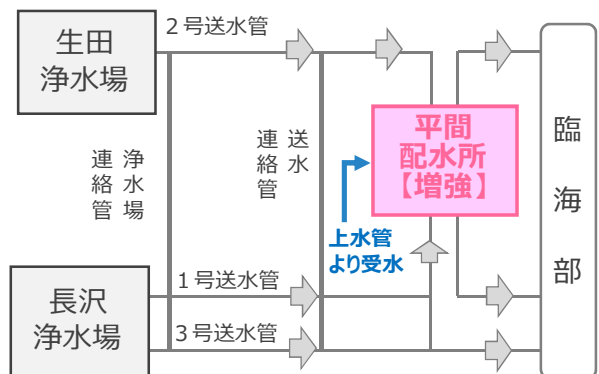 生田
浄水場
2号送水管
浄水場
連絡管
送水
連絡管
平間
配水所
【増強】
上水管
より受水
臨海部
長沢
浄水場
1号送水管
3号送水管